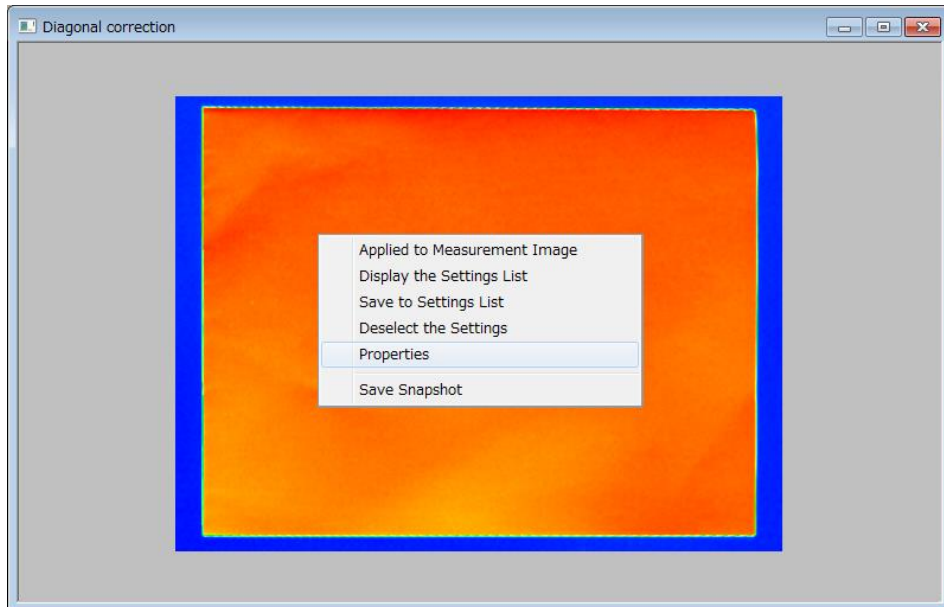 Diagonal correction
Applied to Measurement Image
Display the Settings List
Save to Settings List
Deselect the Settings
Properties
Save Snapshot